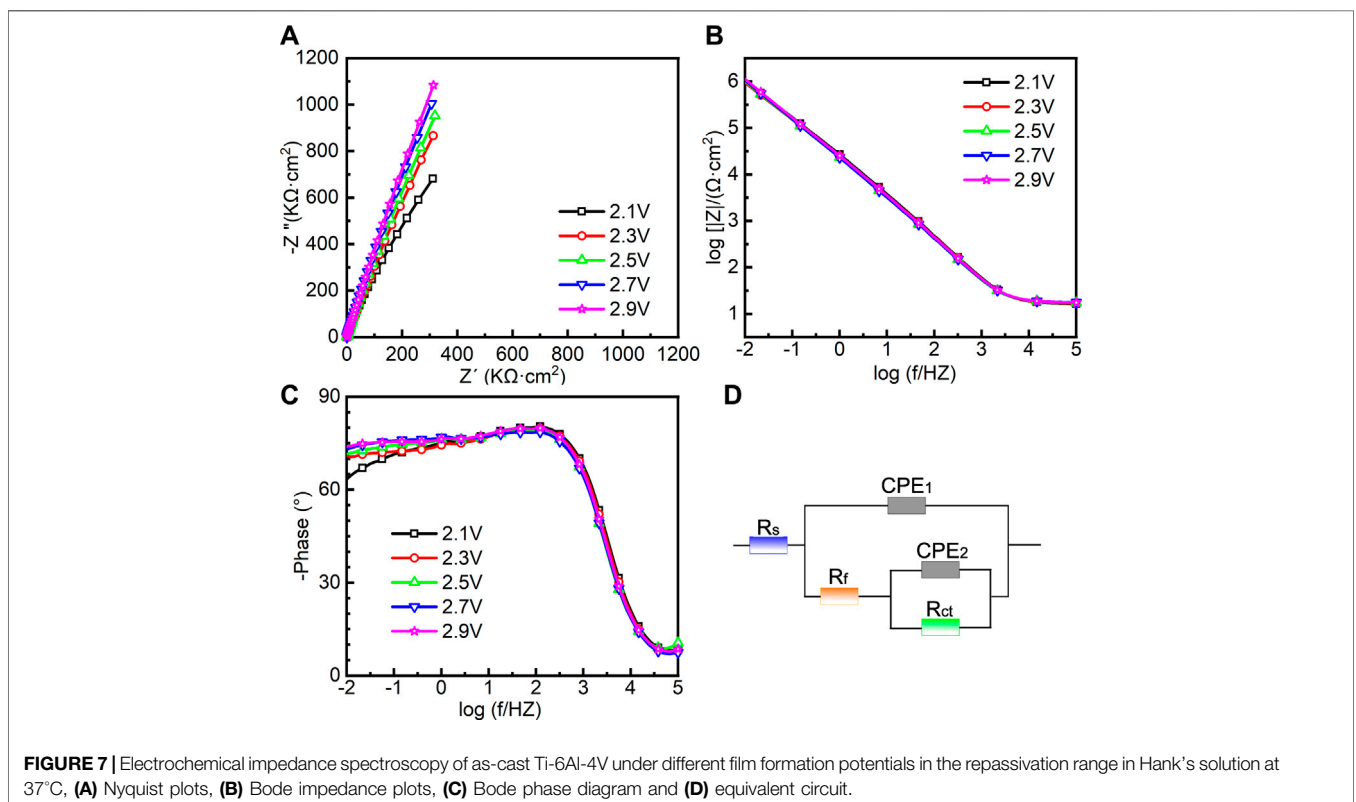 A
-Z "(KΩ·cm²)
1200
1000
800
600
400
200
0
0 200 400 600 800 1000 1200
Z´ (KΩ·cm²)
2.1V
2.3V
2.5V
2.7V
2.9V
B
log [|Z|/(Ω·cm²)
6
5
4
3
2
1
-2 -1 0 1 2 3 4 5
log (f/HZ)
2.1V
2.3V
2.5V
2.7V
2.9V
C
-Phase (°)
90
60
30
0
-2 -1 0 1 2 3 4 5
log (f/HZ)
2.1V
2.3V
2.5V
2.7V
2.9V
D
Rs
CPE1
Rf
CPE2
Rct
FIGURE 7 | Electrochemical impedance spectroscopy of as-cast Ti-6Al-4V under different film formation potentials in the repassivation range in Hank's solution at
37°C, (A) Nyquist plots, (B) Bode impedance plots, (C) Bode phase diagram and (D) equivalent circuit.